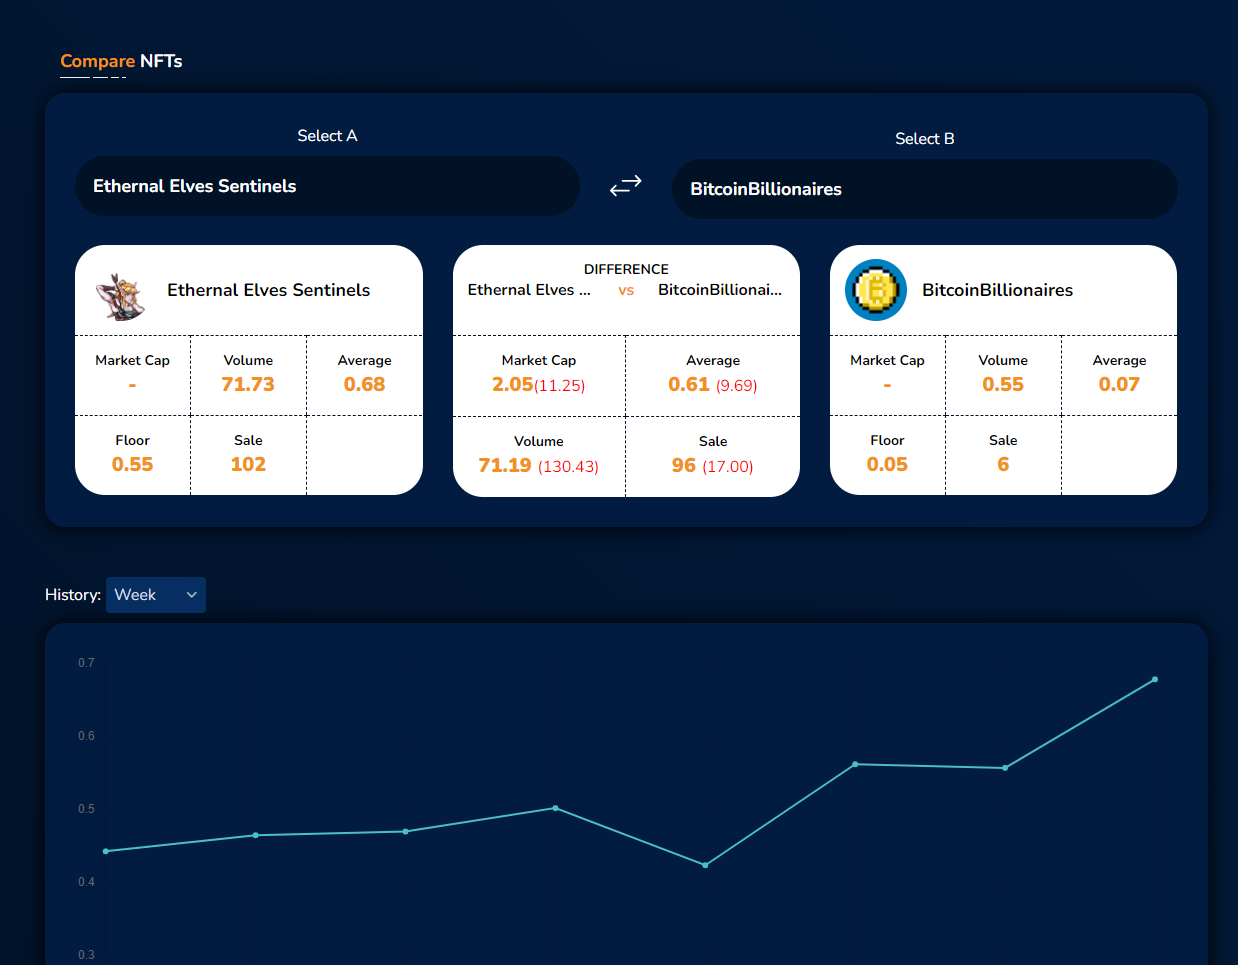 Compare NFTs
Select A
Select B
Ethernal Elves Sentinels
BitcoinBillionaires
Ethernal Elves Sentinels
Market Cap Volume Average
- 71.73 0.68
Floor Sale
0.55 102
DIFFERENCE
Ethernal Elves ... vs BitcoinBillionai...
Market Cap Average
2.05(11.25) 0.61 (9.69)
Volume Sale
71.19 (130.43) 96 (17.00)
BitcoinBillionaires
Market Cap Volume Average
- 0.55 0.07
Floor Sale
0.05 6
History: Week
0.7
0.6
0.5
0.4
0.3